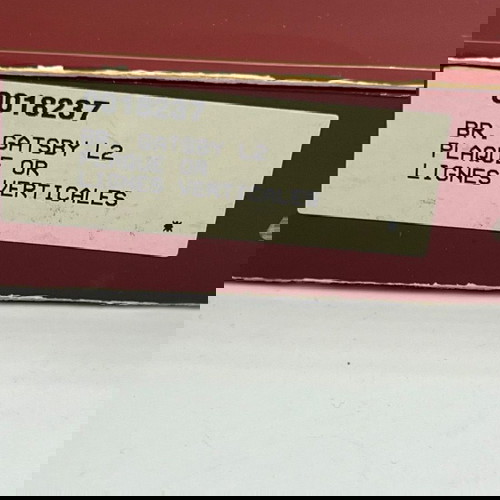 0018237
BR. GATSBY L2
PLAQUE OR
LIGNES VERTICALES